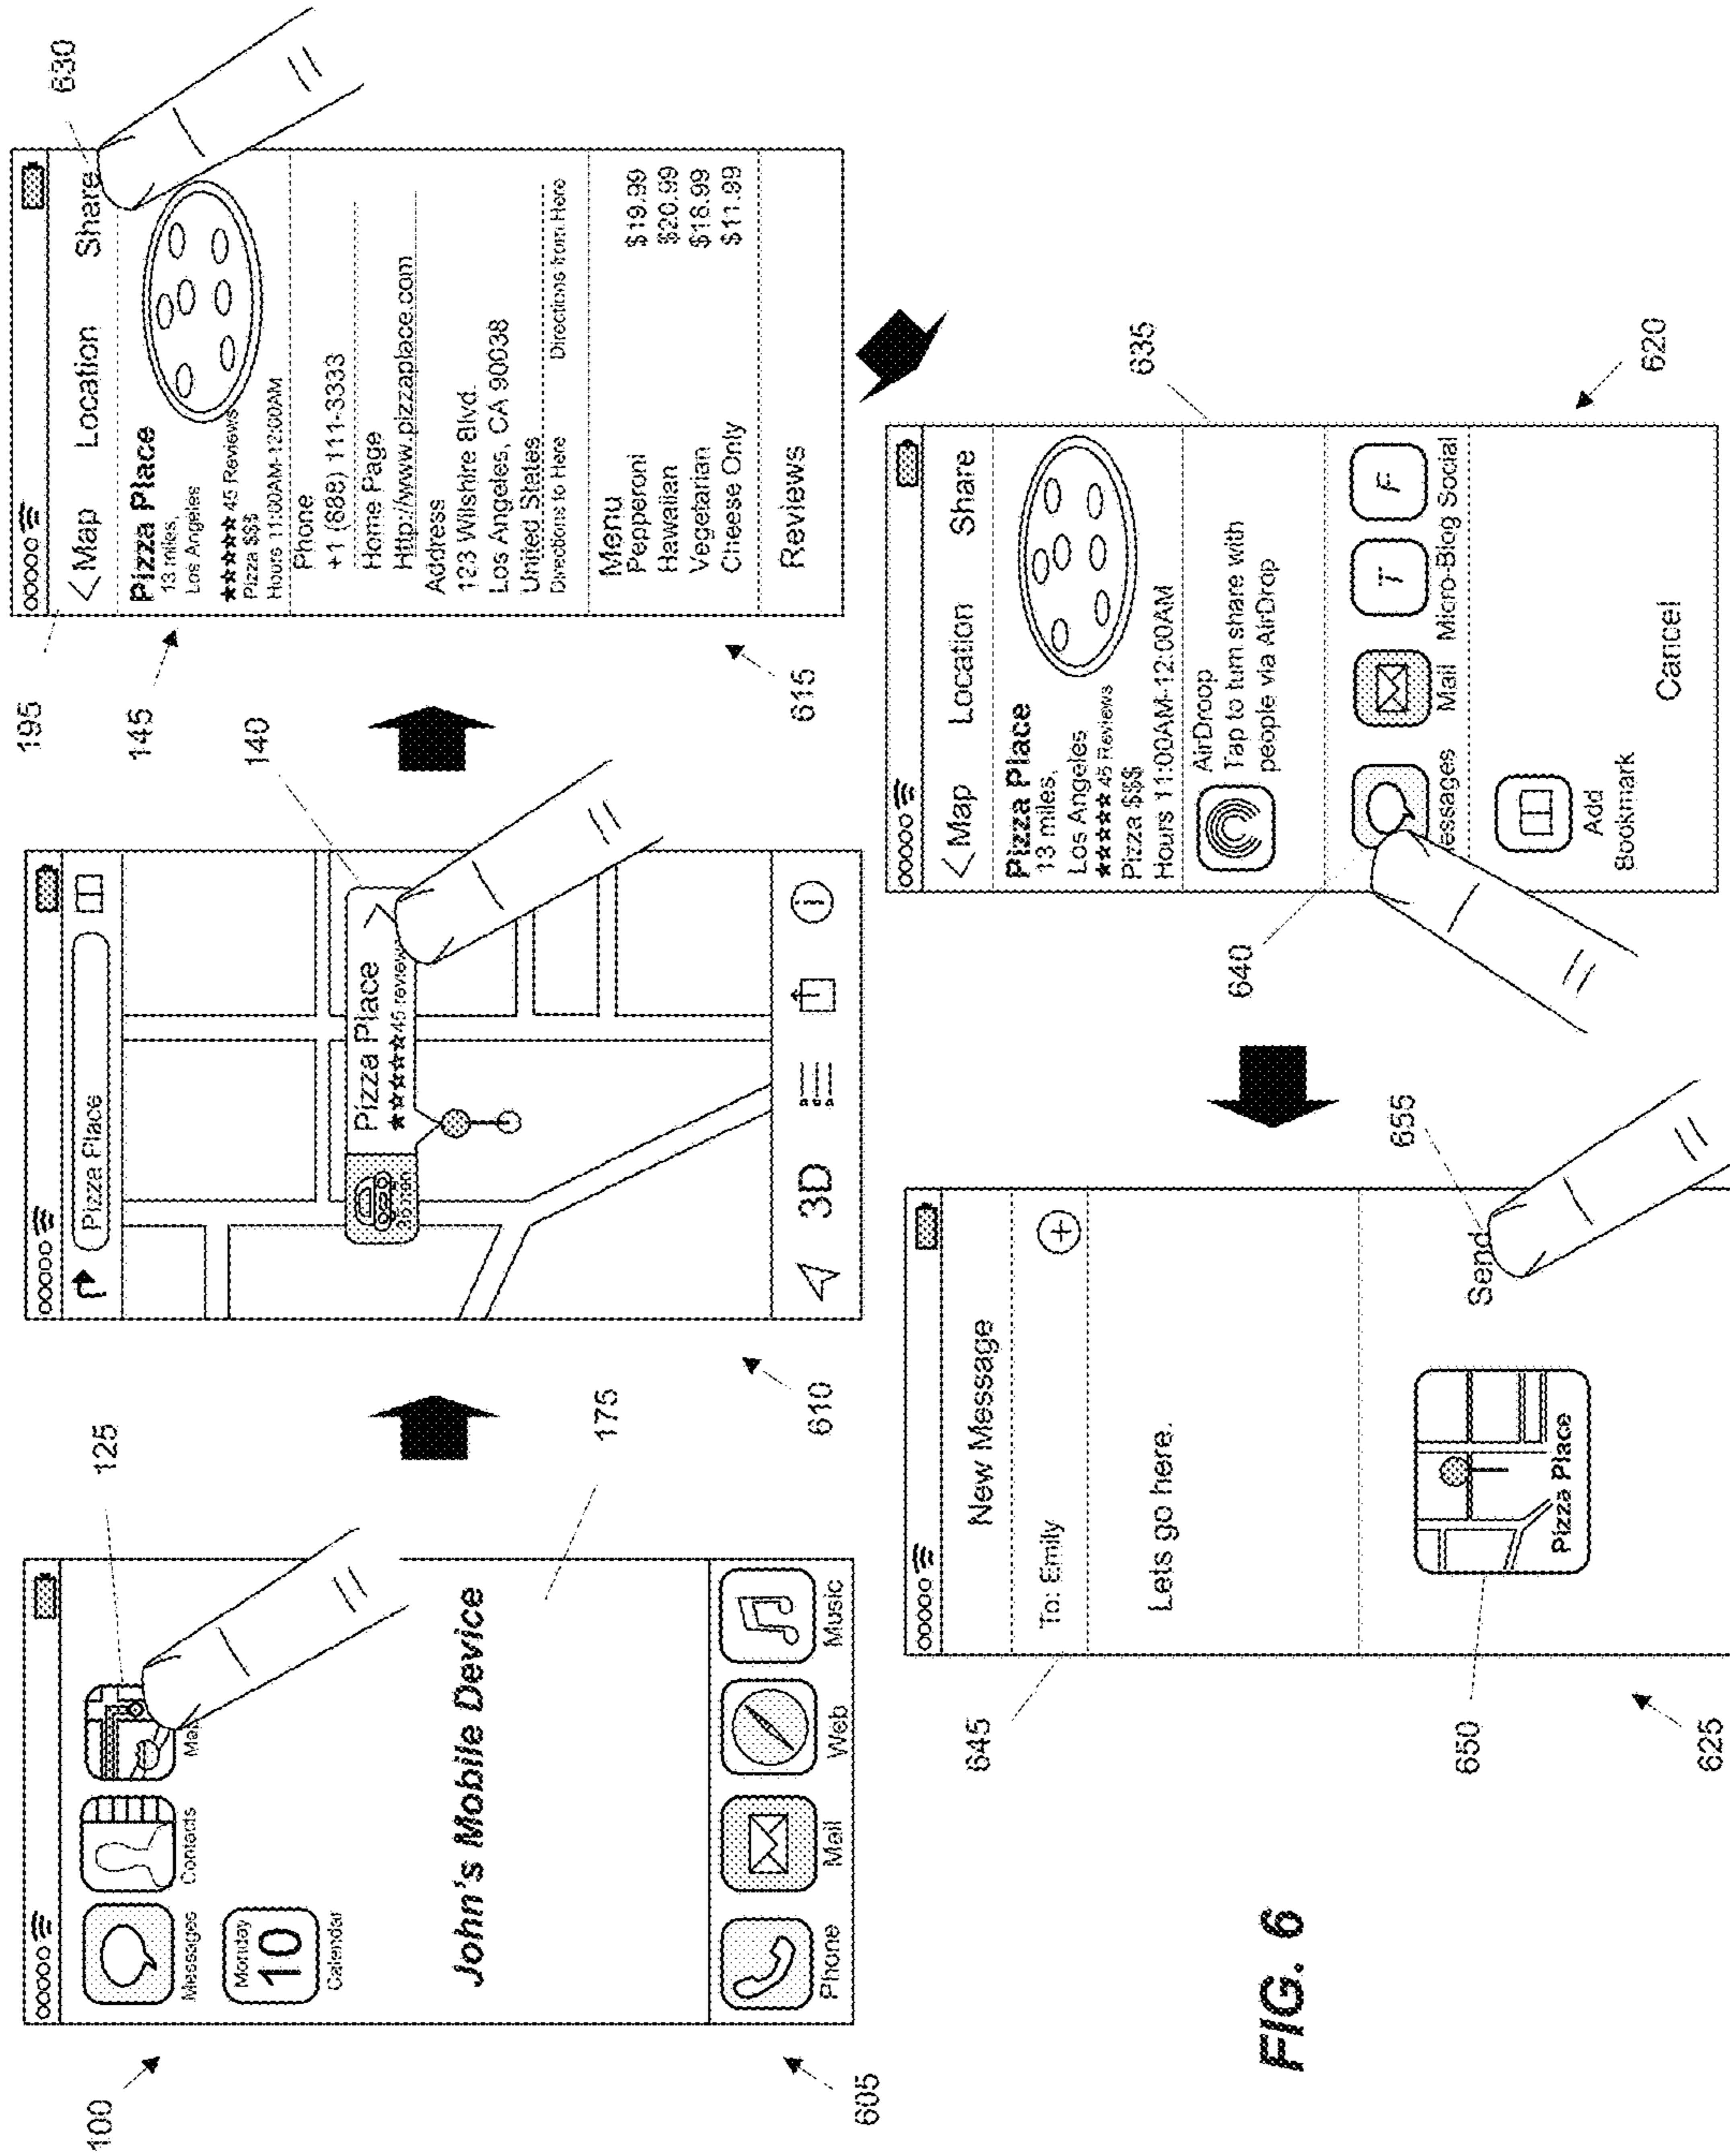 100
605
ooooo
Messages
Contacts
125
Monday
10
Calendar
John's Mobile Device
175
Phone
Mail
Web
Music
610
ooooo
Pizza Place
Pizza Place
★★★★★ 45 review
140
3D
i
195
145
615
ooooo
< Map Location Share
630
Pizza Place
13 miles,
Los Angeles
★★★★★ 45 Reviews
Pizza $$$
Hours 11:00AM-12:00AM
Phone
+1 (888) 111-3333
Home Page
Http://www.pizzaplace.com
Address
123 Wilshire Blvd.
Los Angeles, CA 90038
United States
Directions to Here Directions from Here
Menu
Pepperoni $19.99
Hawaiian $20.99
Vegetarian $18.99
Cheese Only $11.99
Reviews
635
620
ooooo
< Map Location Share
Pizza Place
13 miles,
Los Angeles
★★★★★ 45 Reviews
Pizza $$$
Hours 11:00AM-12:00AM
AirDroop
Tap to turn share with
people via AirDrop
640
T
F
essages Mail Micro-Blog Social
Add
Bookmark
Cancel
645
625
ooooo
New Message
To: Emily
+
Lets go here.
650
Pizza Place
Send
655
FIG. 6